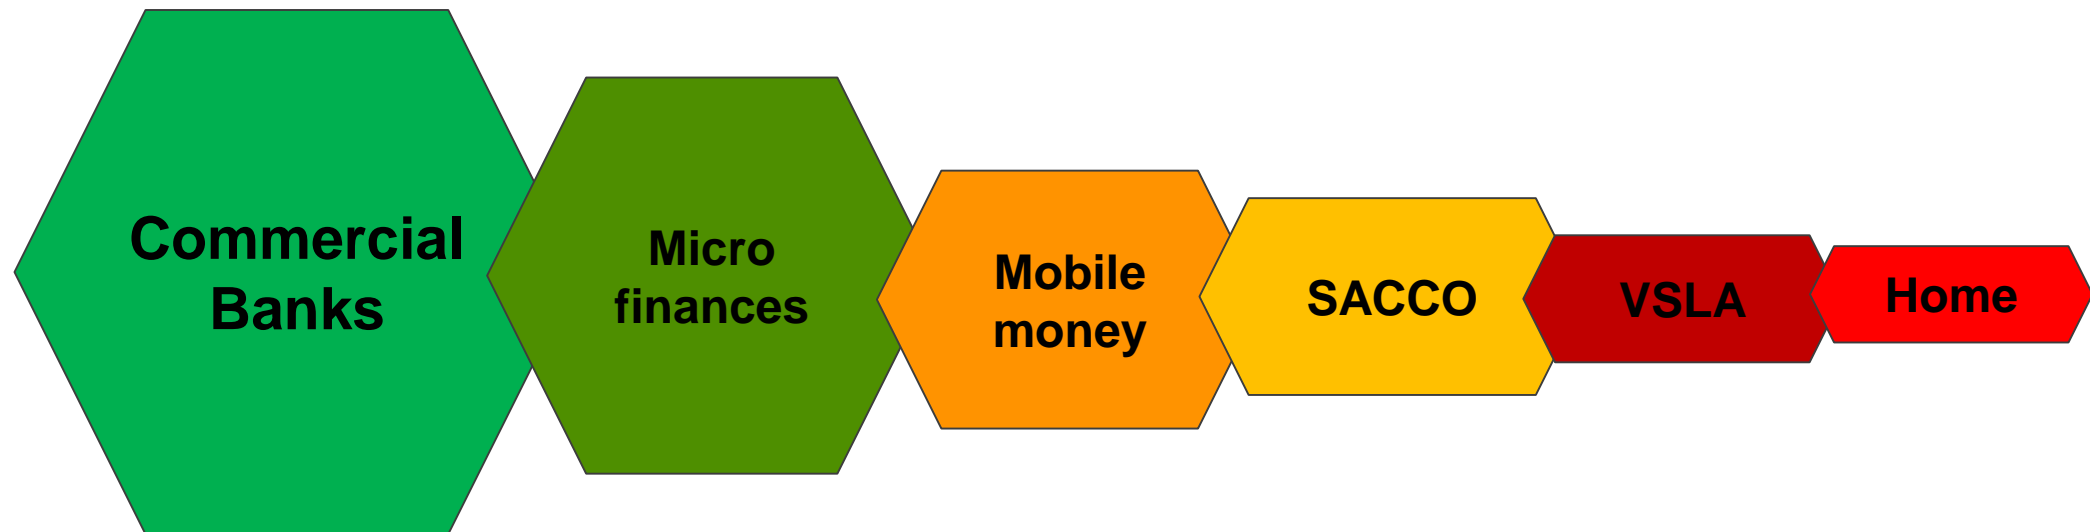 Commercial
Banks
Micro
finances
Mobile
money
SACCO
VSLA
Home